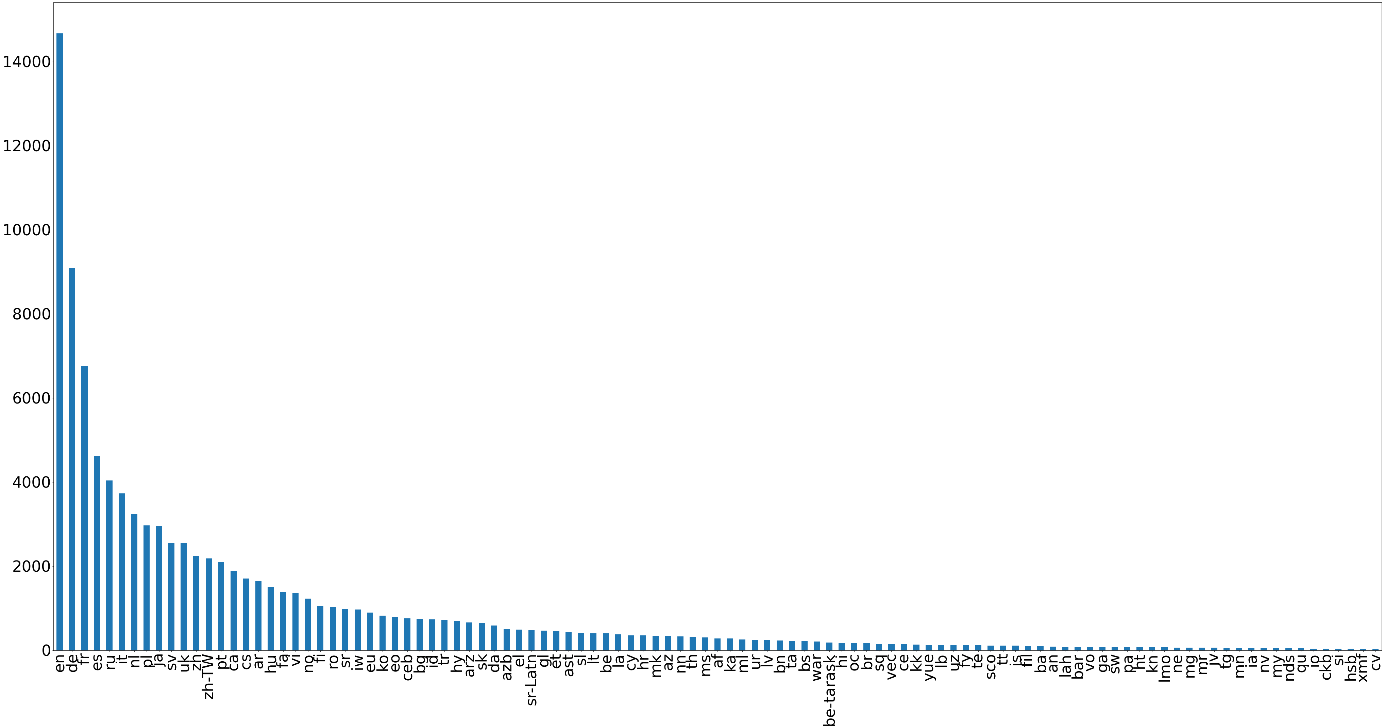 14000
12000
10000
8000
6000
4000
2000
0
en
de
fr
es
ru
it
nl
pl
ja
sv
uk
zh
zh-TW
pt
ca
cs
ar
hu
fa
vi
no
fi
ro
sr
iw
eu
ko
eo
ceb
bg
id
tr
hy
arz
sk
da
azb
el
sr-Latn
gl
et
ast
sl
lt
be
la
cy
hr
mk
az
nn
th
ms
af
ka
ml
ur
lv
bn
ta
bs
war
be-tarask
hi
oc
br
sq
vec
ce
kk
yue
lb
uz
fy
te
sco
tt
is
fil
ba
an
lah
bar
vo
ga
sw
pa
ht
kn
lmo
ne
mg
mr
jv
tg
mn
ia
nv
my
nds
qu
io
ckb
si
hsb
xmf
cv